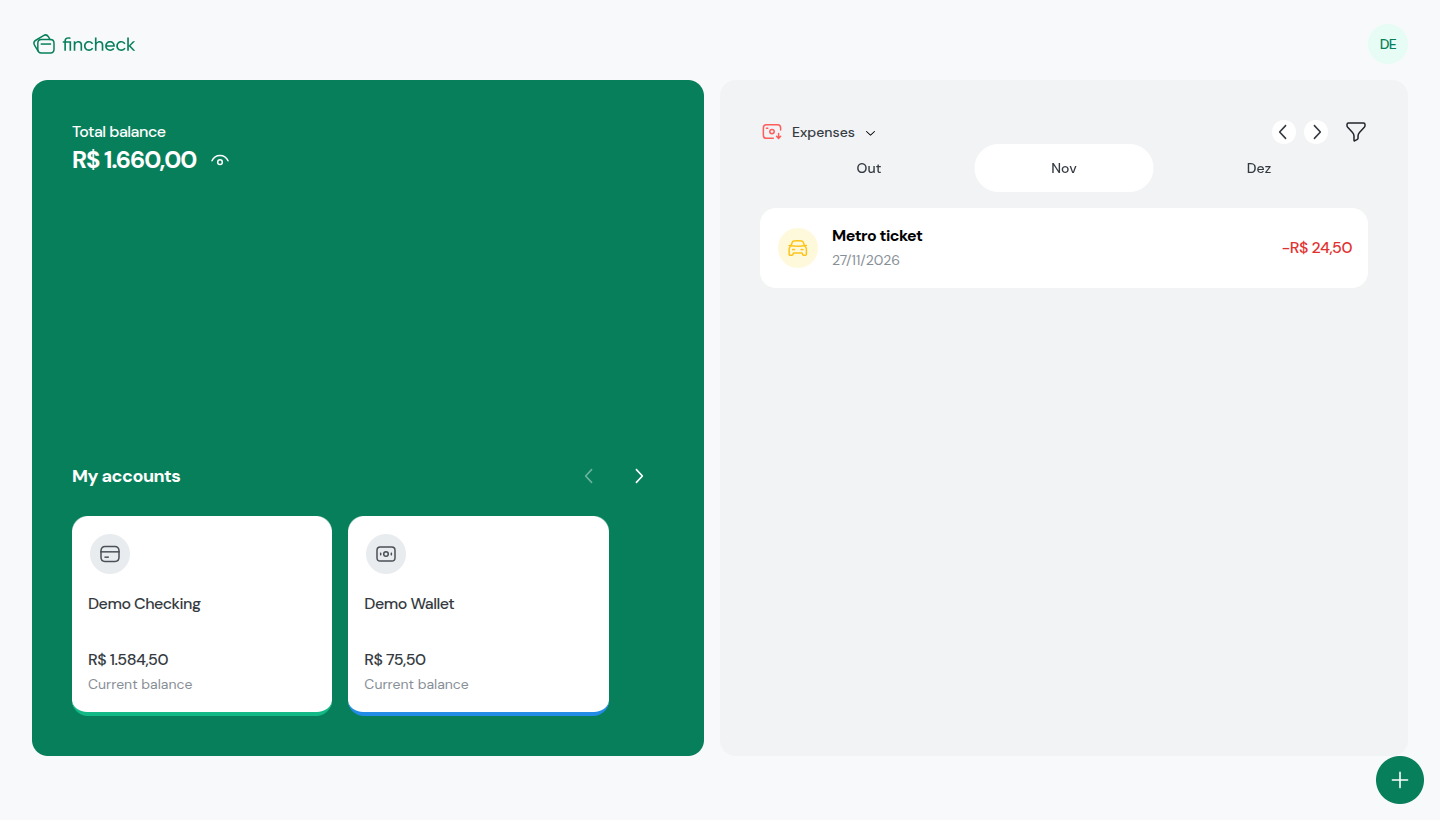 fincheck
DE
Total balance
R$ 1.660,00
My accounts
Demo Checking
R$ 1.584,50
Current balance
Demo Wallet
R$ 75,50
Current balance
Expenses
Out
Nov
Dez
Metro ticket
27/11/2026
-R$ 24,50